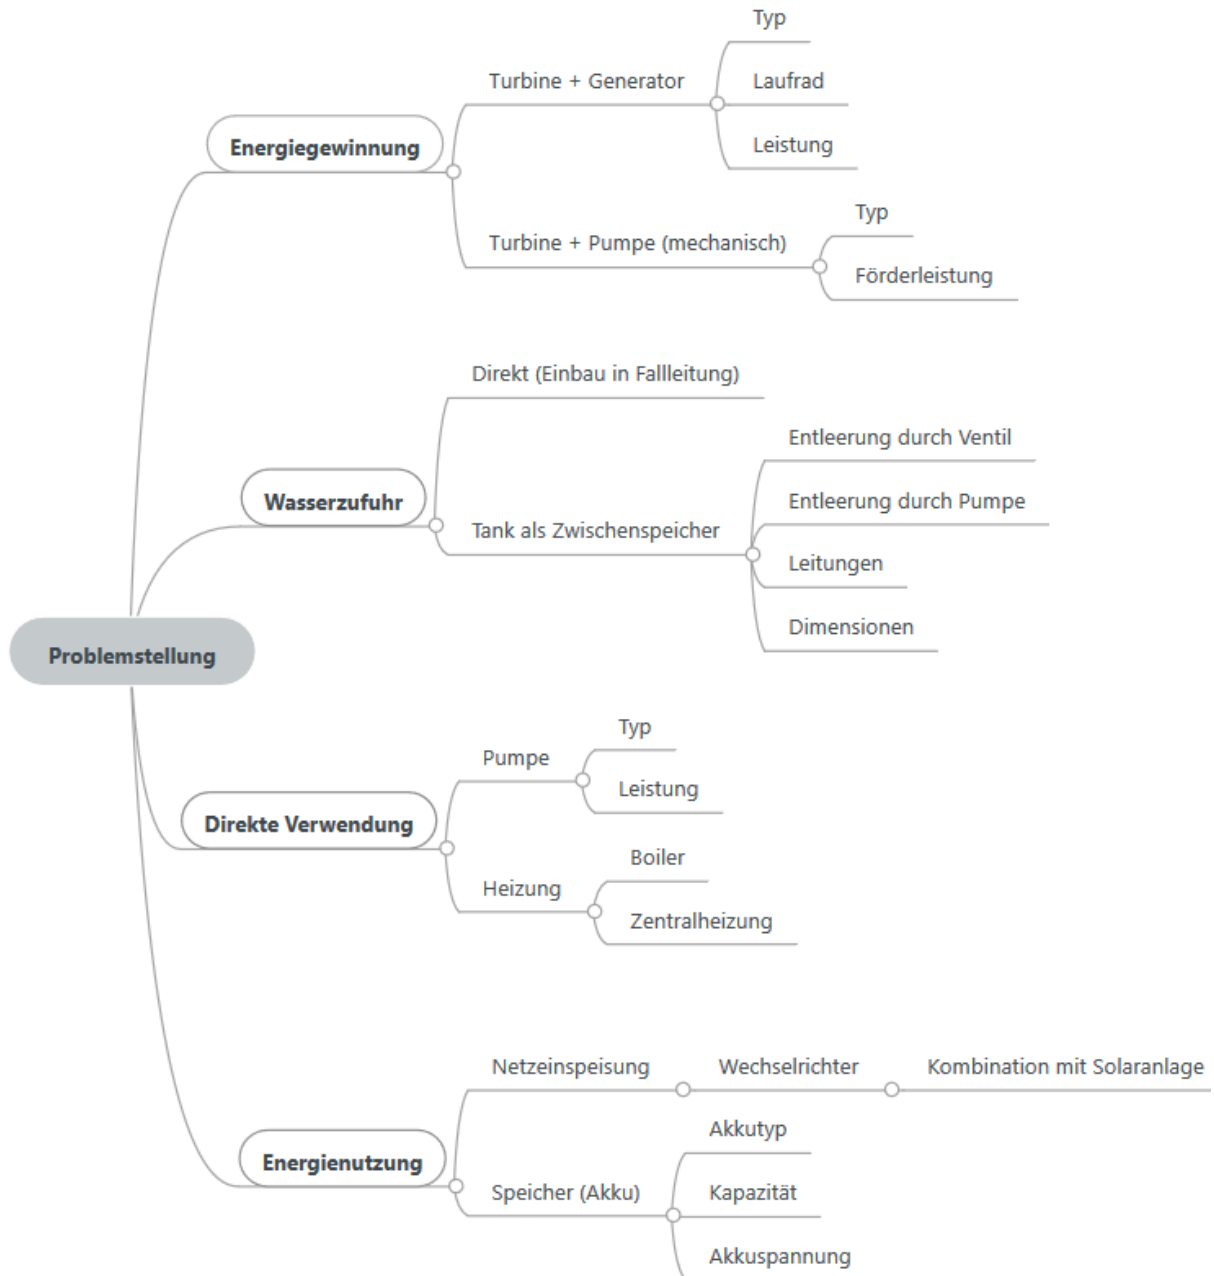 Problemstellung
Energiegewinnung
Turbine + Generator
Typ
Laufrad
Leistung
Turbine + Pumpe (mechanisch)
Typ
Förderleistung
Wasserzufuhr
Direkt (Einbau in Fallleitung)
Tank als Zwischenspeicher
Entleerung durch Ventil
Entleerung durch Pumpe
Leitungen
Dimensionen
Direkte Verwendung
Pumpe
Typ
Leistung
Heizung
Boiler
Zentralheizung
Energienutzung
Netzeinspeisung
Wechselrichter
Kombination mit Solaranlage
Speicher (Akku)
Akkutyp
Kapazität
Akkuspannung